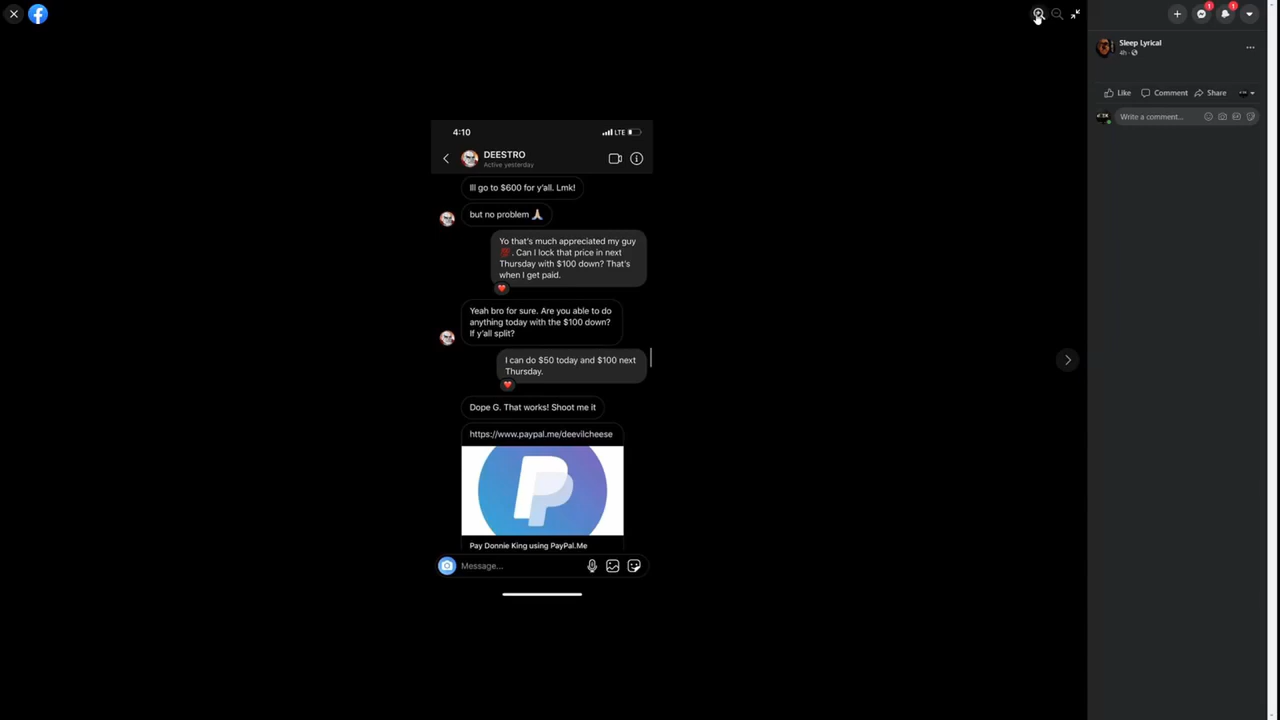 1
1
Sleep Lyrical
4h ·
Like
Comment
Share
Write a comment...
GIF
4:10
LTE
DEESTRO
Active yesterday
Ill go to $600 for y'all. Lmk!
but no problem 🙏
Yo that's much appreciated my guy
💯. Can I lock that price in next
Thursday with $100 down? That's
when I get paid.
Yeah bro for sure. Are you able to do
anything today with the $100 down?
If y'all split?
I can do $50 today and $100 next
Thursday.
Dope G. That works! Shoot me it
https://www.paypal.me/deevilcheese
Pay Donnie King using PayPal.Me
Message...